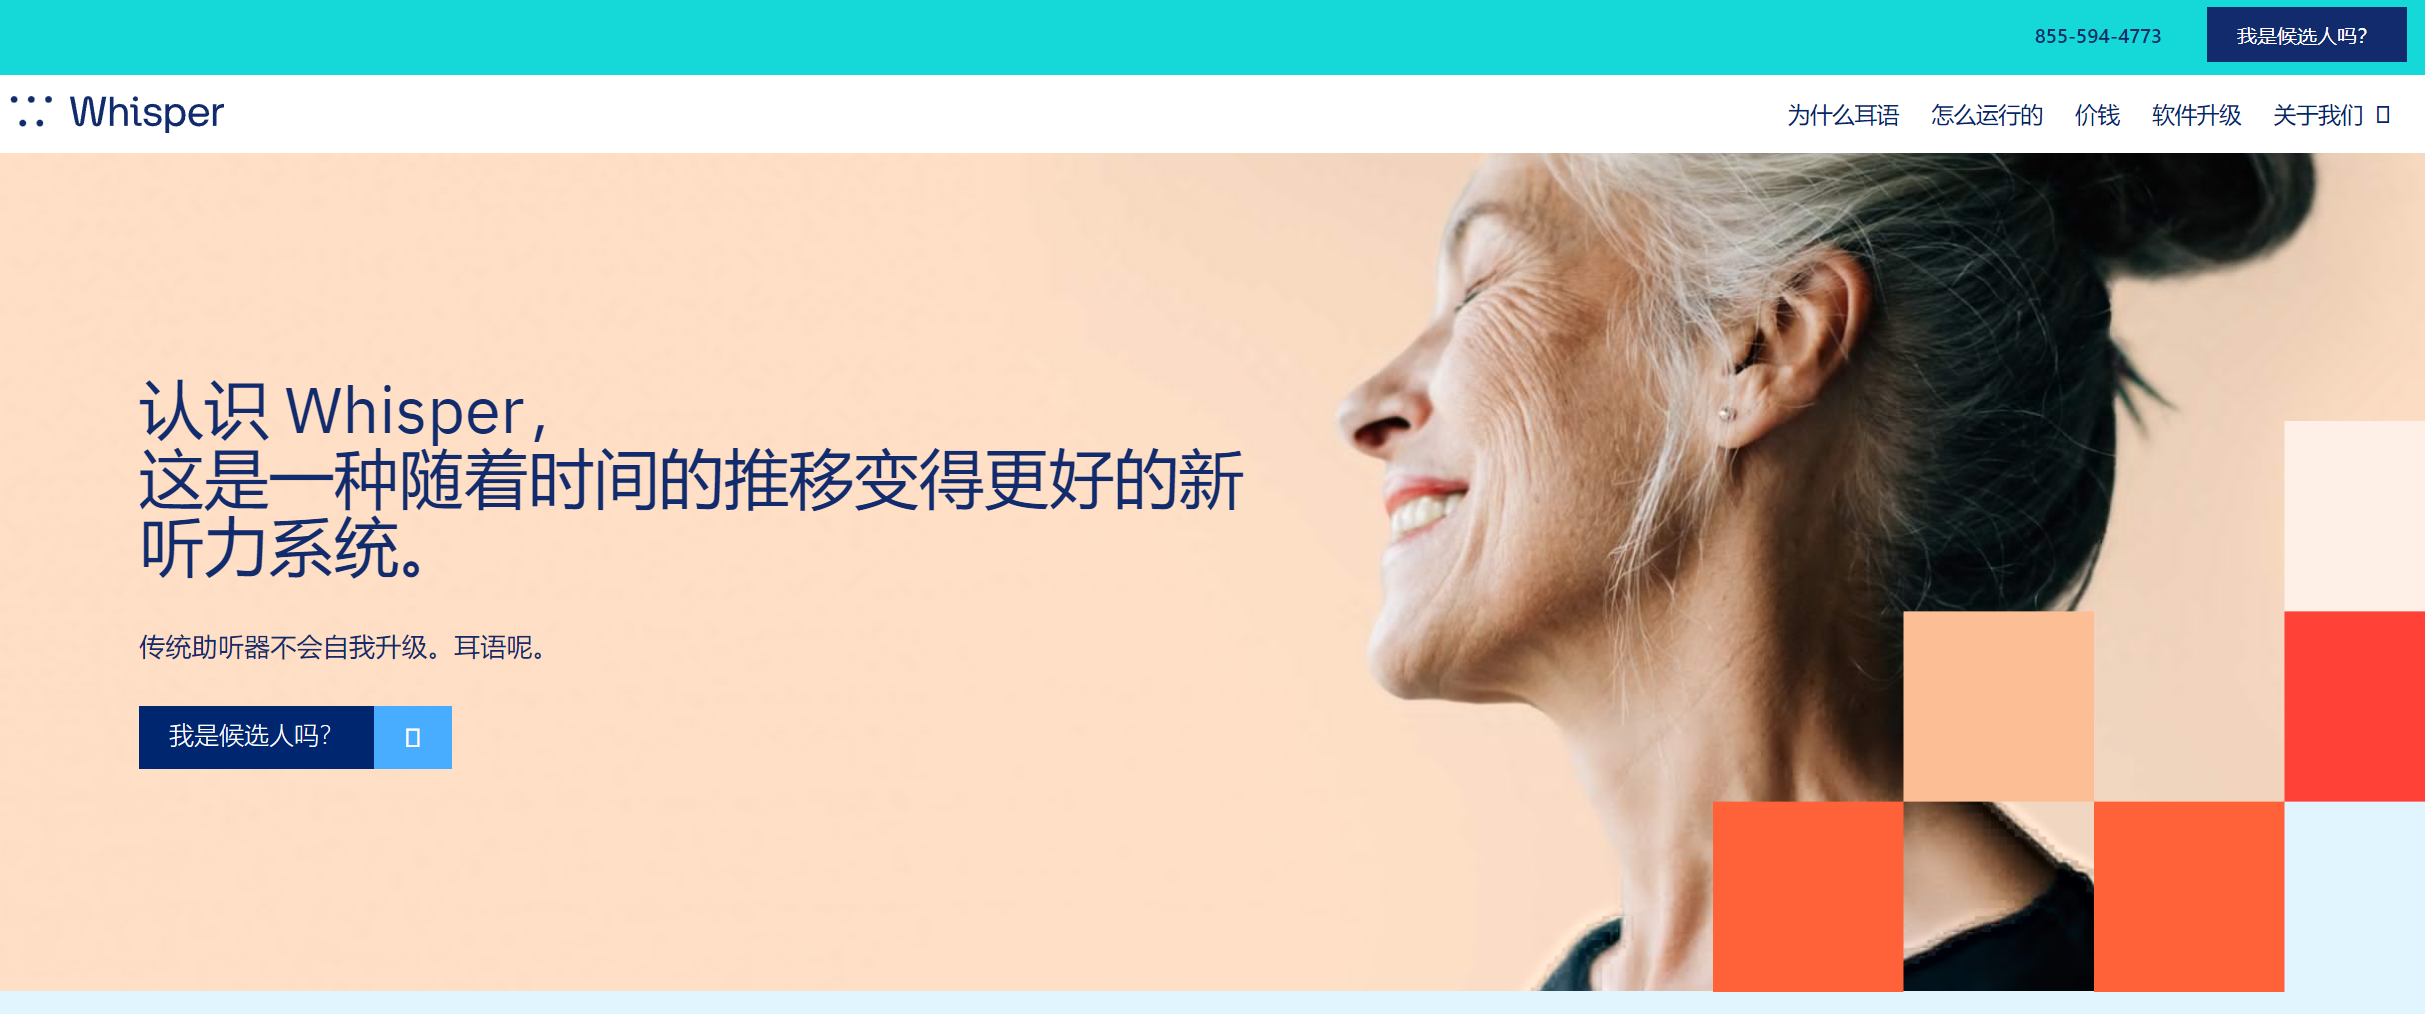 855-594-4773
我是候选人吗?
Whisper
为什么耳语 怎么运行的 价钱 软件升级 关于我们
认识 Whisper，
这是一种随着时间的推移变得更好的新
听力系统。
传统助听器不会自我升级。耳语呢。
我是候选人吗?